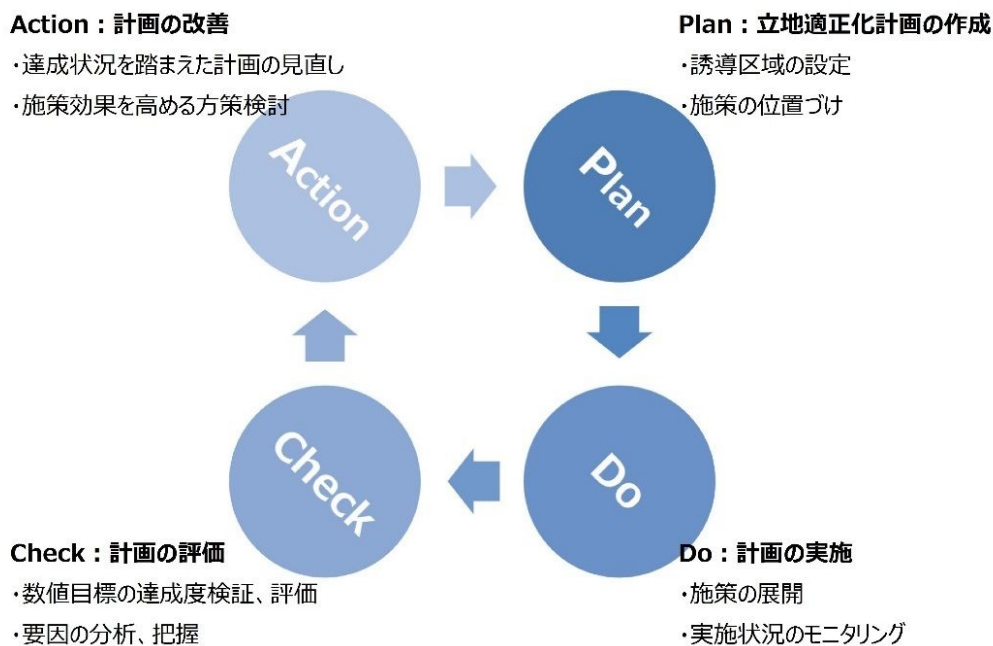 Action：計画の改善
・達成状況を踏まえた計画の見直し
・施策効果を高める方策検討
Plan：立地適正化計画の作成
・誘導区域の設定
・施策の位置づけ
Action
Plan
Check
Do
Check：計画の評価
・数値目標の達成度検証、評価
・要因の分析、把握
Do：計画の実施
・施策の展開
・実施状況のモニタリング